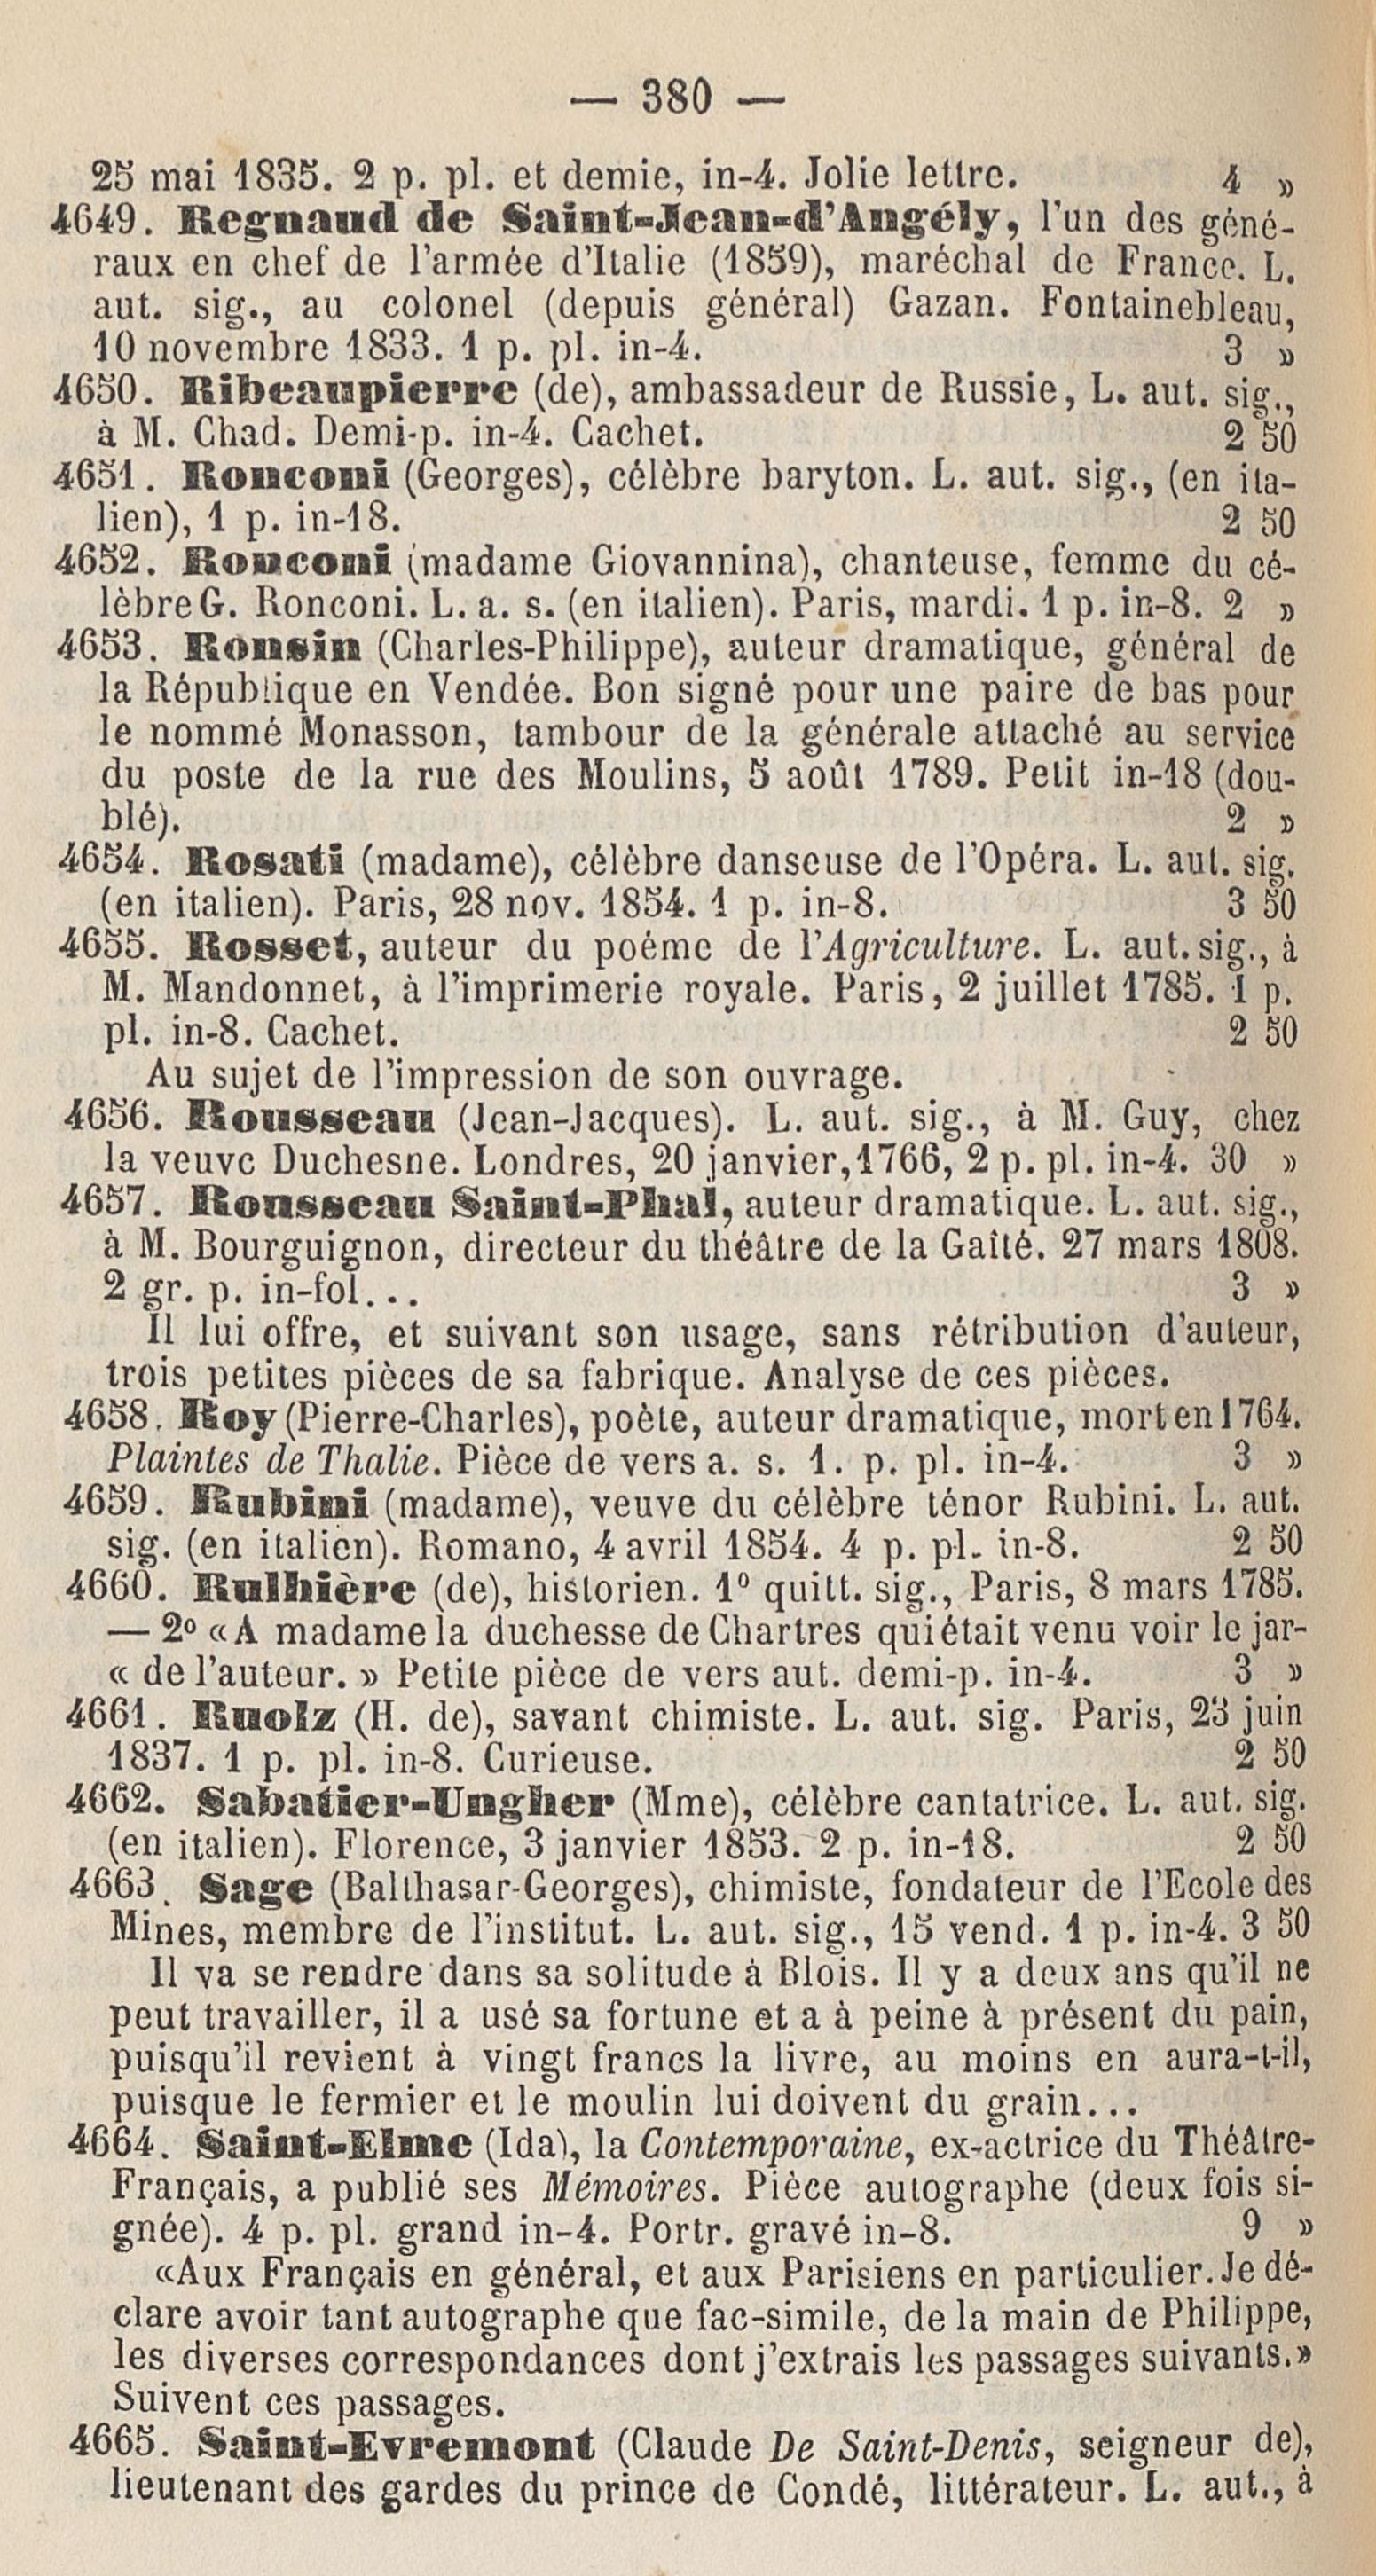 — 380 —
25 mai 1835. 2 p. pl. et demie, in-4. Jolie lettre. 4 »
4649. Regnaud de Saint-Jean-d'Angély, l'un des géné-
raux en chef de l'armée d'Italie (1859), maréchal de France. L.
aut. sig., au colonel (depuis général) Gazan. Fontainebleau,
10 novembre 1833. 1 p. pl. in-4. 3 »
4650. Ribeaupierre (de), ambassadeur de Russie, L. aut. sig.,
à M. Chad. Demi-p. in-4. Cachet. 2 50
4651. Ronconi (Georges), célèbre baryton. L. aut. sig., (en ita-
lien), 1 p. in-18. 2 50
4652. Ronconi (madame Giovannina), chanteuse, femme du cé-
lèbre G. Ronconi. L. a. s. (en italien). Paris, mardi. 1 p. in-8. 2 »
4653. Ronsin (Charles-Philippe), auteur dramatique, général de
la République en Vendée. Bon signé pour une paire de bas pour
le nommé Monasson, tambour de la générale attaché au service
du poste de la rue des Moulins, 5 août 1789. Petit in-18 (dou-
blé). 2 »
4654. Rosati (madame), célèbre danseuse de l'Opéra. L. aut. sig.
(en italien). Paris, 28 nov. 1854. 1 p. in-8. 3 50
4655. Rosset, auteur du poéme de l'Agriculture. L. aut. sig., à
M. Mandonnet, à l'imprimerie royale. Paris, 2 juillet 1785. 1 p.
pl. in-8. Cachet. 2 50
Au sujet de l'impression de son ouvrage.
4656. Rousseau (Jean-Jacques). L. aut. sig., à M. Guy, chez
la veuve Duchesne. Londres, 20 janvier, 1766, 2 p. pl. in-4. 30 »
4657. Rousseau Saint-Phal, auteur dramatique. L. aut. sig.,
à M. Bourguignon, directeur du théâtre de la Gaîté. 27 mars 1808.
2 gr. p. in-fol... 3 »
Il lui offre, et suivant son usage, sans rétribution d'auteur,
trois petites pièces de sa fabrique. Analyse de ces pièces.
4658. Roy (Pierre-Charles), poète, auteur dramatique, mort en 1764.
Plaintes de Thalie. Pièce de vers a. s. 1. p. pl. in-4. 3 »
4659. Rubini (madame), veuve du célèbre ténor Rubini. L. aut.
sig. (en italien). Romano, 4 avril 1854. 4 p. pl. in-8. 2 50
4660. Rulhière (de), historien. 1º quitt. sig., Paris, 8 mars 1785.
— 2º « A madame la duchesse de Chartres qui était venu voir le jar-
« de l'auteur. » Petite pièce de vers aut. demi-p. in-4. 3 »
4661. Ruolz (H. de), savant chimiste. L. aut. sig. Paris, 23 juin
1837. 1 p. pl. in-8. Curieuse. 2 50
4662. Sabatier-Ungher (Mme), célèbre cantatrice. L. aut. sig.
(en italien). Florence, 3 janvier 1853. 2 p. in-18. 2 50
4663. Sage (Balthasar-Georges), chimiste, fondateur de l'Ecole des
Mines, membre de l'institut. L. aut. sig., 15 vend. 1 p. in-4. 3 50
Il va se rendre dans sa solitude à Blois. Il y a deux ans qu'il ne
peut travailler, il a usé sa fortune et a à peine à présent du pain,
puisqu'il revient à vingt francs la livre, au moins en aura-t-il,
puisque le fermier et le moulin lui doivent du grain...
4664. Saint-Elme (Ida), la Contemporaine, ex-actrice du Théâtre-
Français, a publié ses Mémoires. Pièce autographe (deux fois si-
gnée). 4 p. pl. grand in-4. Portr. gravé in-8. 9 »
«Aux Français en général, et aux Parisiens en particulier. Je dé-
clare avoir tant autographe que fac-simile, de la main de Philippe,
les diverses correspondances dont j'extrais les passages suivants.»
Suivent ces passages.
4665. Saint-Evremont (Claude De Saint-Denis, seigneur de),
lieutenant des gardes du prince de Condé, littérateur. L. aut., à